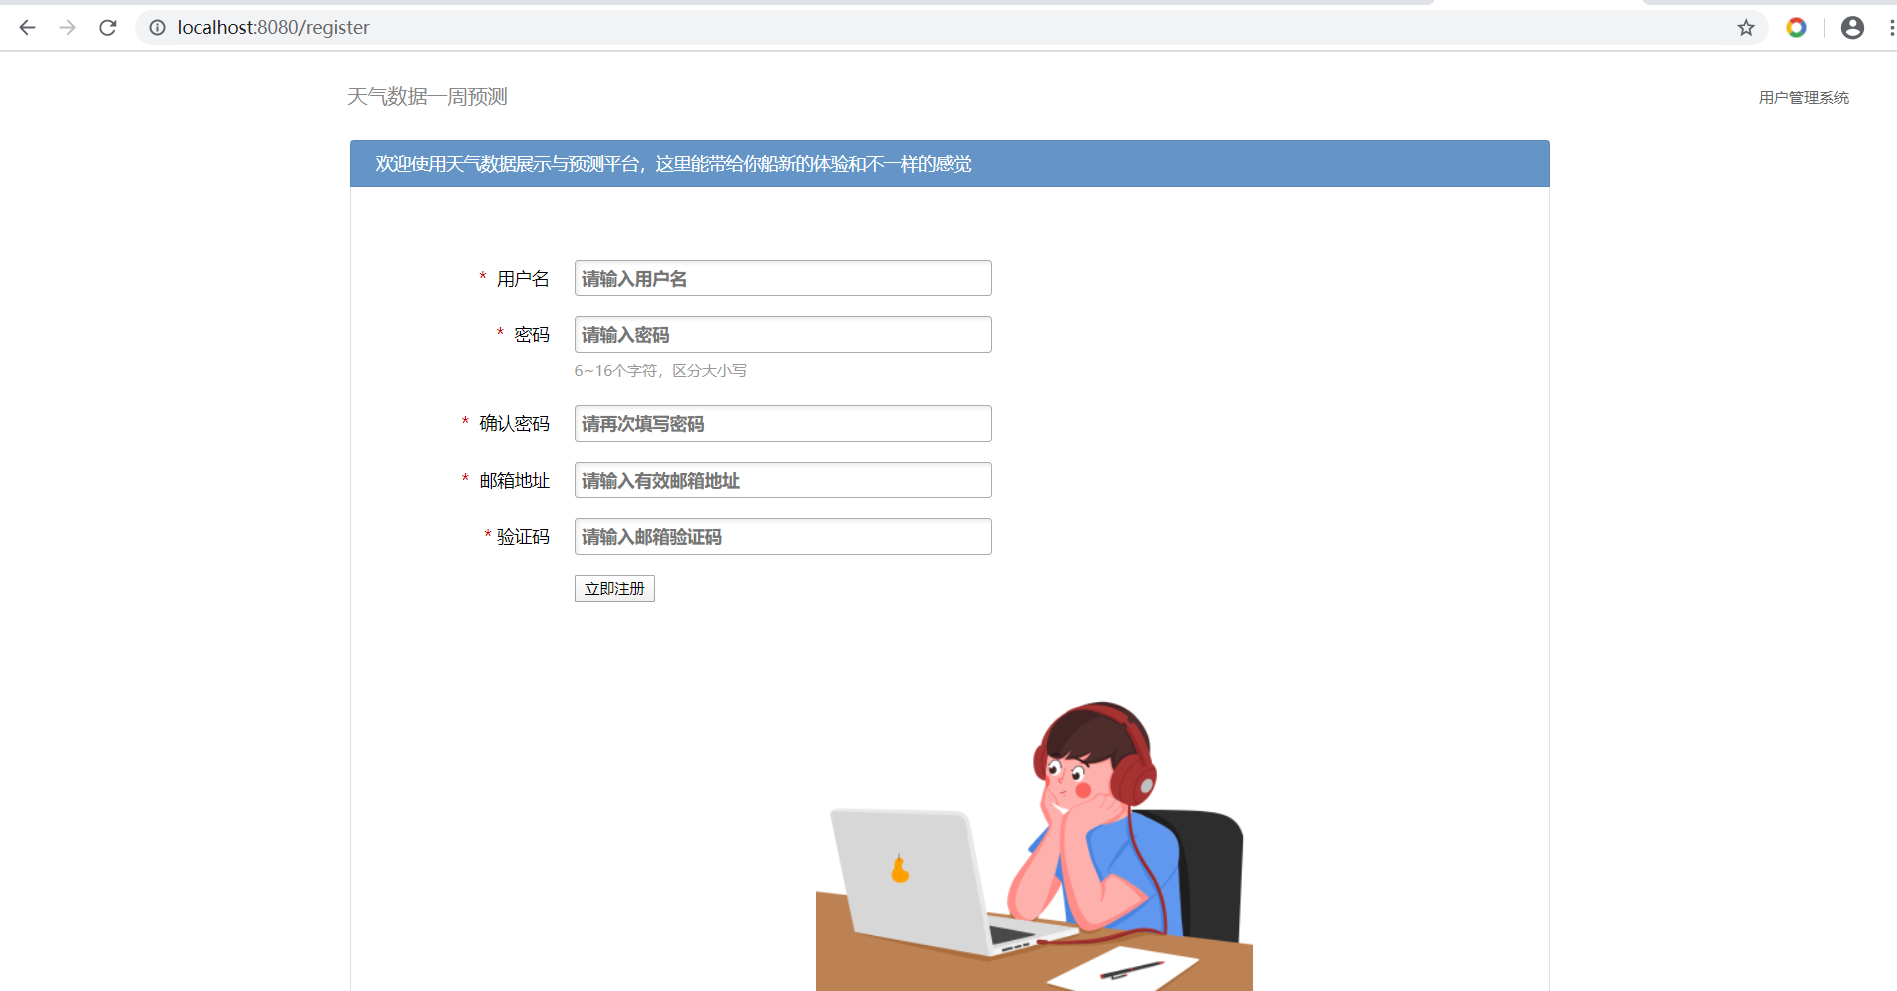 localhost:8080/register
天气数据一周预测
用户管理系统
欢迎使用天气数据展示与预测平台，这里能带给你船新的体验和不一样的感觉
* 用户名 请输入用户名
* 密码 请输入密码
6~16个字符，区分大小写
* 确认密码 请再次填写密码
* 邮箱地址 请输入有效邮箱地址
* 验证码 请输入邮箱验证码
立即注册